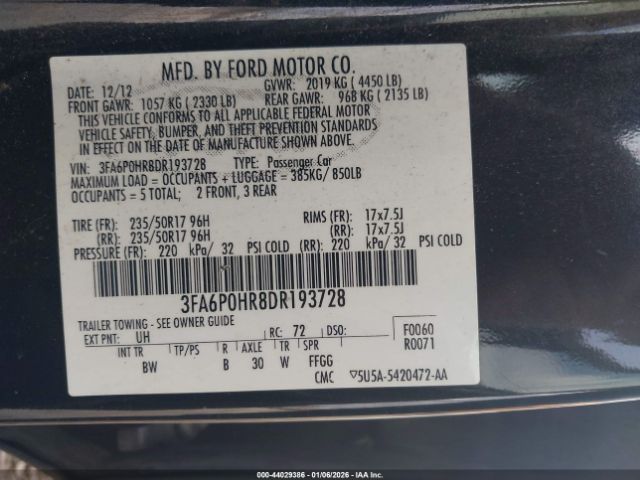 MFD. BY FORD MOTOR CO.
DATE: 12/12 GVWR: 2019 KG ( 4450 LB)
FRONT GAWR: 1057 KG ( 2330 LB) REAR GAWR: 968 KG ( 2135 LB)
THIS VEHICLE CONFORMS TO ALL APPLICABLE FEDERAL MOTOR
VEHICLE SAFETY, BUMPER, AND THEFT PREVENTION STANDARDS
IN EFFECT ON THE DATE OF MANUFACTURE SHOWN ABOVE.
VIN: 3FA6P0HR8DR193728 TYPE: Passenger Car
MAXIMUM LOAD = OCCUPANTS + LUGGAGE = 385KG/ 850LB
OCCUPANTS = 5 TOTAL; 2 FRONT, 3 REAR
TIRE (FR): 235/50R17 96H RIMS (FR): 17x7.5J
(RR): 235/50R17 96H (RR): 17x7.5J
PRESSURE (FR): 220 kPa/ 32 PSI COLD (RR): 220 kPa/ 32 PSI COLD
3FA6P0HR8DR193728
TRAILER TOWING - SEE OWNER GUIDE
EXT PNT: UH RC: 72 DSO: F0060
R0071
INT TR TP/PS R AXLE TR SPR
BW B 30 W FFGG
CMC ▽5U5A-5420472-AA
000-44029386 | 01/06/2026 | IAA Inc.